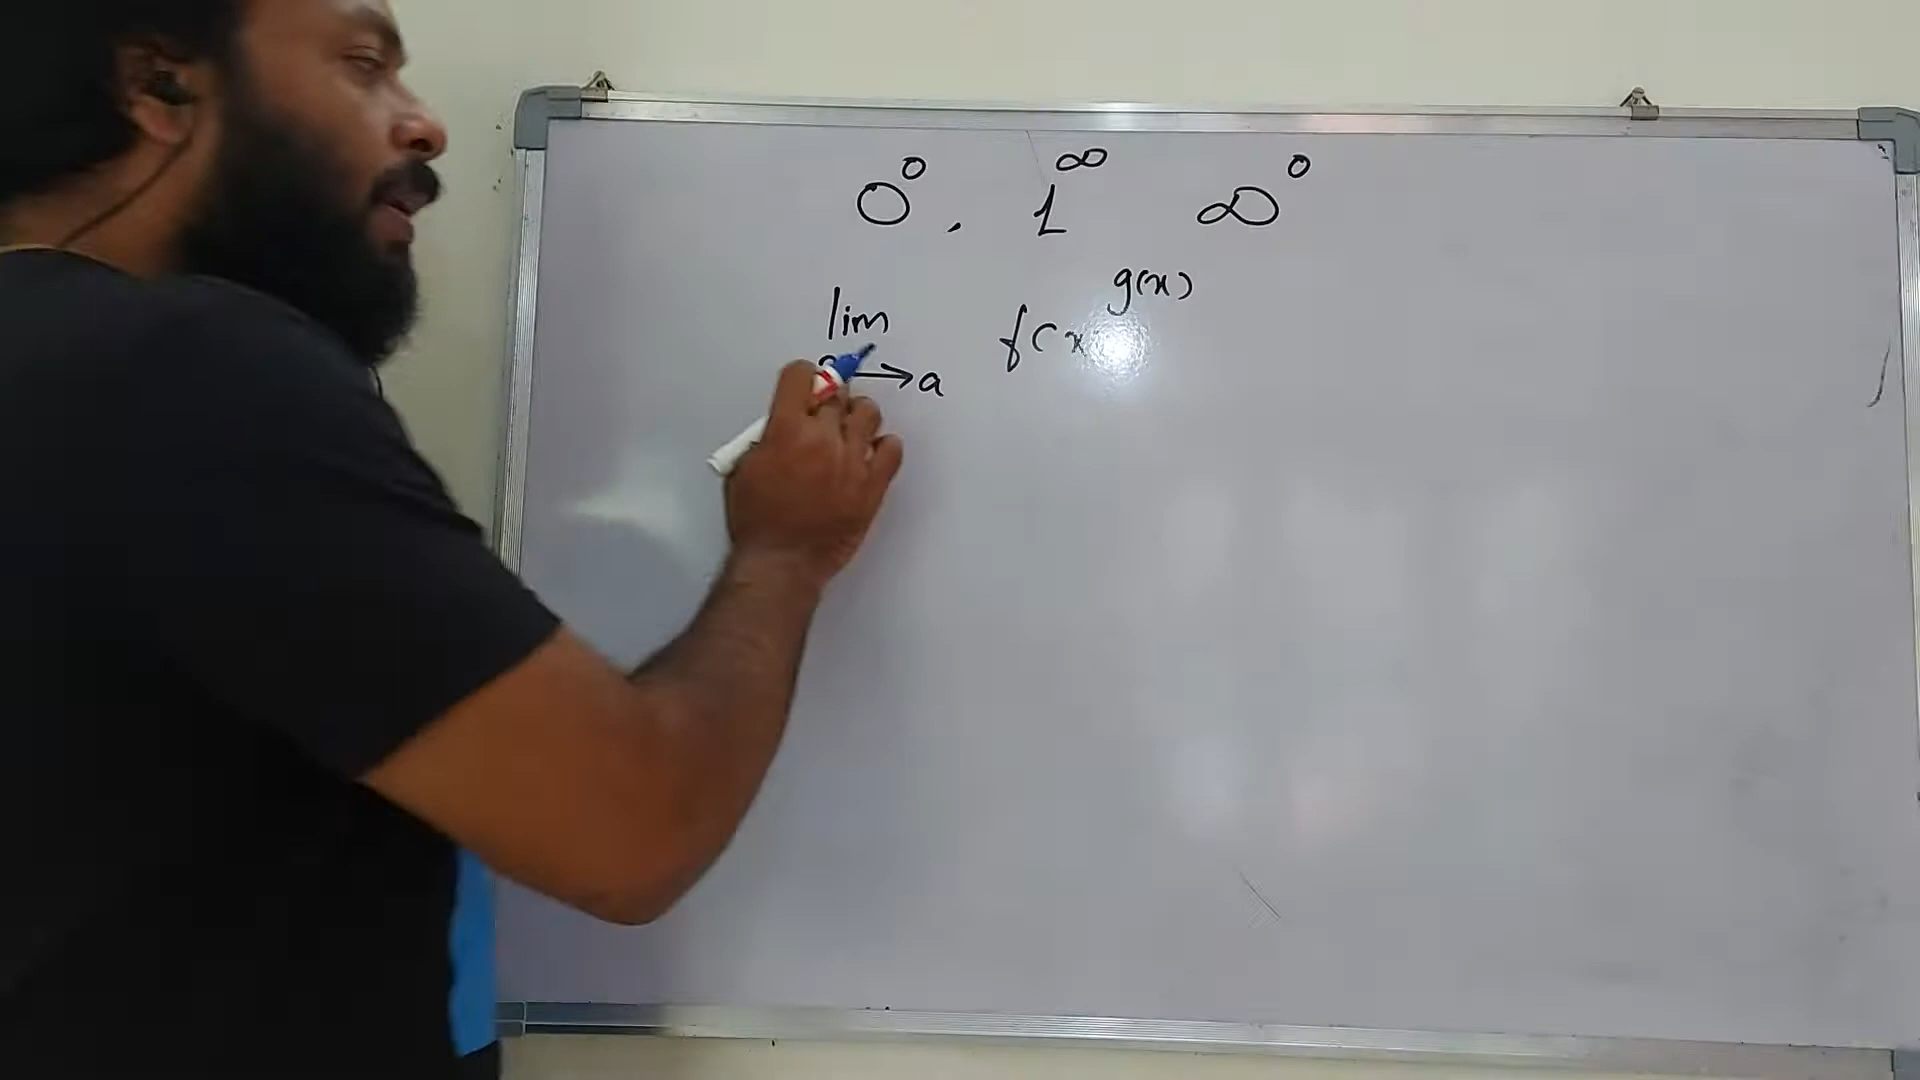 0⁰ , 1^∞ ∞⁰
lim f(x)^g(x)
→ a